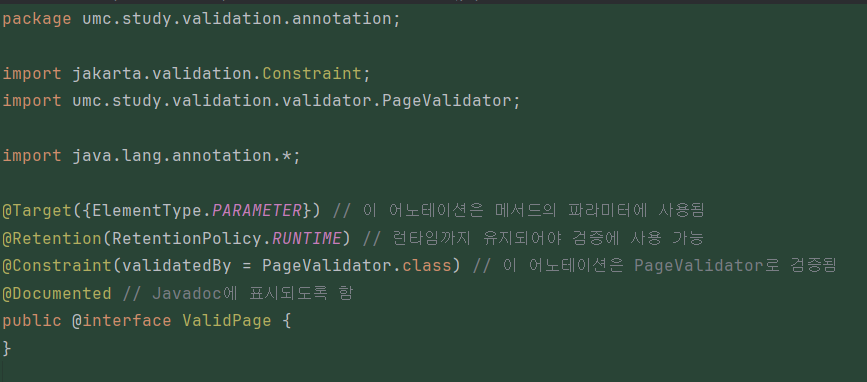 package umc.study.validation.annotation;
import jakarta.validation.Constraint;
import umc.study.validation.validator.PageValidator;
import java.lang.annotation.*;
@Target({ElementType.PARAMETER}) // 이 어노테이션은 메서드의 파라미터에 사용됨
@Retention(RetentionPolicy.RUNTIME) // 런타임까지 유지되어야 검증에 사용 가능
@Constraint(validatedBy = PageValidator.class) // 이 어노테이션은 PageValidator로 검증됨
@Documented // Javadoc에 표시되도록 함
public @interface ValidPage {
}